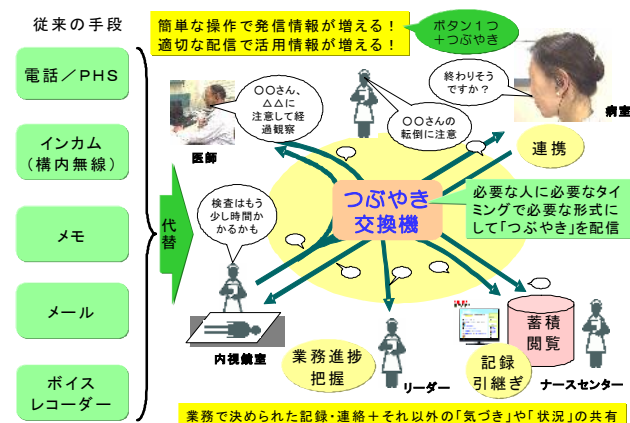 従来の手段
電話／PHS
インカム
（構内無線）
メモ
メール
ボイス
レコーダー
代替
簡単な操作で発信情報が増える！
適切な配信で活用情報が増える！
ボタン１つ
＋つぶやき
〇〇さん、
△△に
注意して経
過観察
医師
〇〇さんの
転倒に注意
終わりそう
ですか？
病室
連携
つぶやき
交換機
必要な人に必要なタイ
ミングで必要な形式に
して「つぶやき」を配信
検査はもう
少し時間か
かるかも
内視鏡室
業務進捗
把握
リーダー
記録
引継ぎ
蓄積
閲覧
ナースセンター
業務で決められた記録・連絡＋それ以外の「気づき」や「状況」の共有